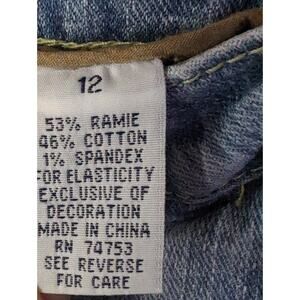 12
53% RAMIE
46% COTTON
1% SPANDEX
FOR ELASTICITY
EXCLUSIVE OF
DECORATION
MADE IN CHINA
RN 74753
SEE REVERSE
FOR CARE